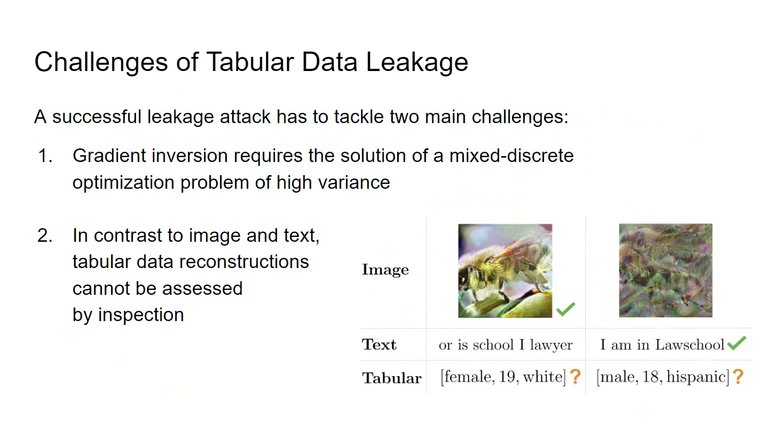 Challenges of Tabular Data Leakage
A successful leakage attack has to tackle two main challenges:
1. Gradient inversion requires the solution of a mixed-discrete
optimization problem of high variance
2. In contrast to image and text,
tabular data reconstructions
cannot be assessed
by inspection
Image
Text or is school I lawyer I am in Lawschool
Tabular [female, 19, white] ? [male, 18, hispanic] ?